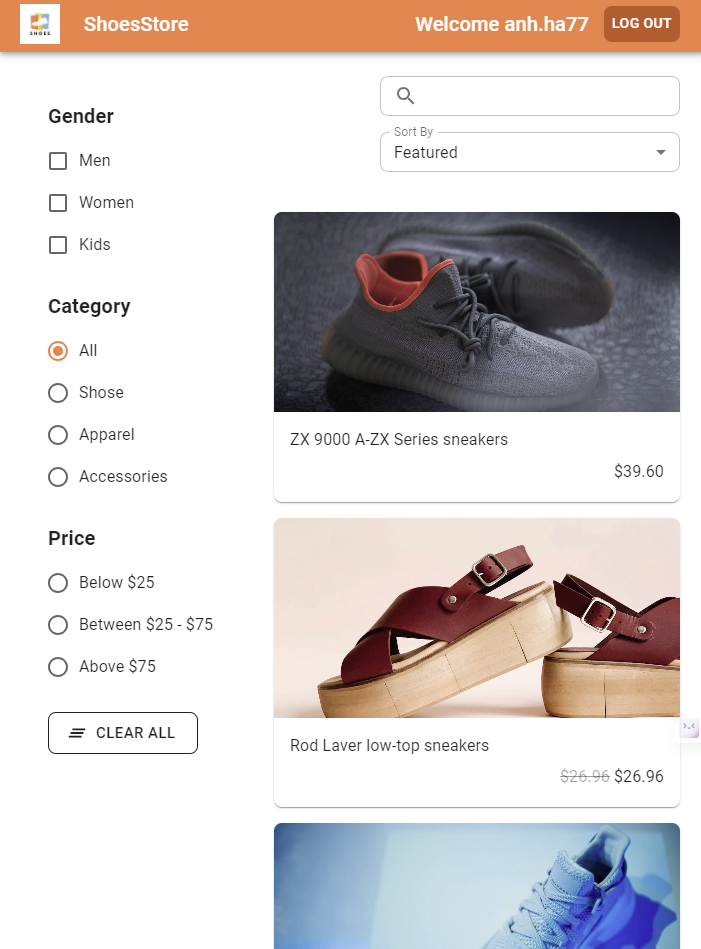 SHOES
ShoesStore
Welcome anh.ha77
LOG OUT
Gender
Men
Women
Kids
Category
All
Shose
Apparel
Accessories
Price
Below $25
Between $25 - $75
Above $75
CLEAR ALL
Sort By
Featured
ZX 9000 A-ZX Series sneakers
$39.60
Rod Laver low-top sneakers
$26.96 $26.96